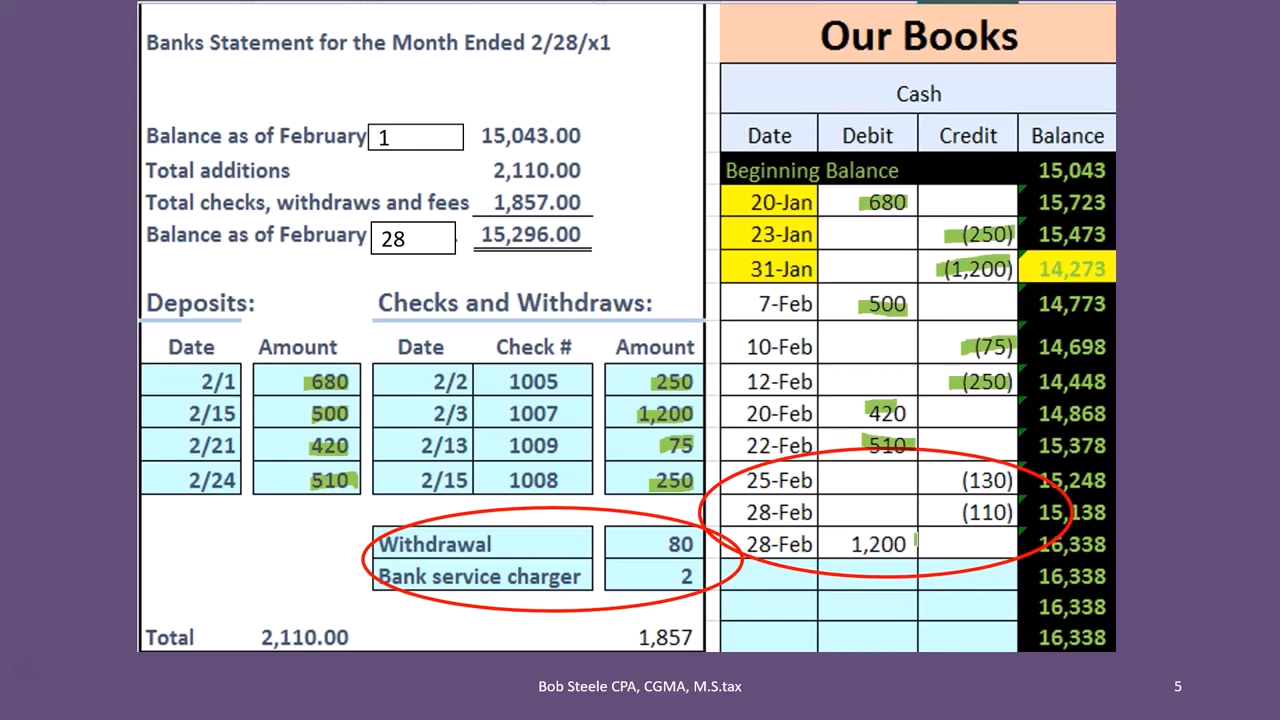 Banks Statement for the Month Ended 2/28/x1
Balance as of February 1 15,043.00
Total additions 2,110.00
Total checks, withdraws and fees 1,857.00
Balance as of February 28 15,296.00
Deposits: Checks and Withdraws:
Date Amount Date Check # Amount
2/1 680 2/2 1005 250
2/15 500 2/3 1007 1,200
2/21 420 2/13 1009 75
2/24 510 2/15 1008 250
Withdrawal 80
Bank service charger 2
Total 2,110.00 1,857
Our Books
Cash
Date Debit Credit Balance
Beginning Balance 15,043
20-Jan 680 15,723
23-Jan (250) 15,473
31-Jan (1,200) 14,273
7-Feb 500 14,773
10-Feb (75) 14,698
12-Feb (250) 14,448
20-Feb 420 14,868
22-Feb 510 15,378
25-Feb (130) 15,248
28-Feb (110) 15,138
28-Feb 1,200 16,338
16,338
16,338
16,338
Bob Steele CPA, CGMA, M.S.tax 5